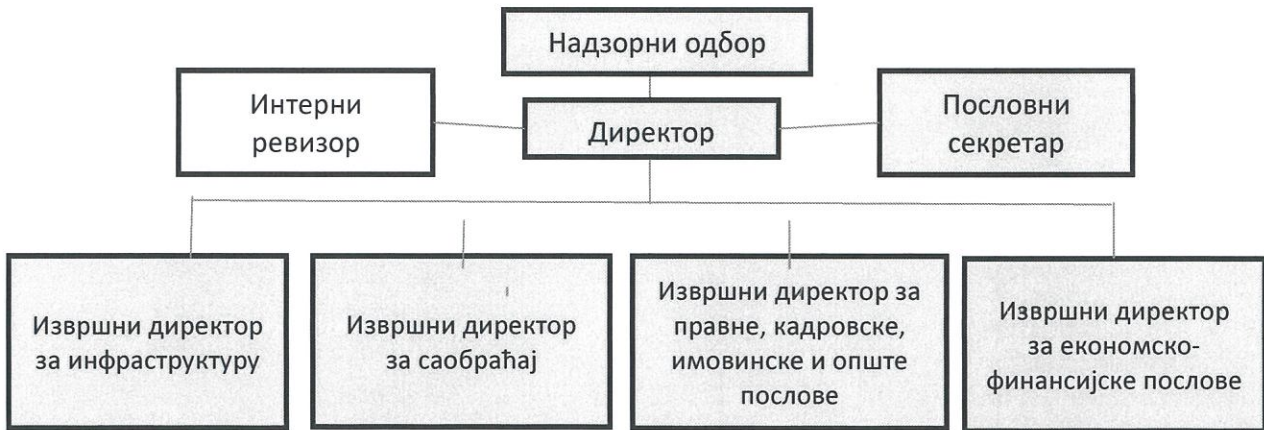 Надзорни одбор
Интерни
ревизор
Директор
Пословни
секретар
Извршни директор
за инфраструктуру
Извршни директор
за саобраћај
Извршни директор за
правне, кадровске,
имовинске и опште
послове
Извршни директор
за економско-
финансијске послове